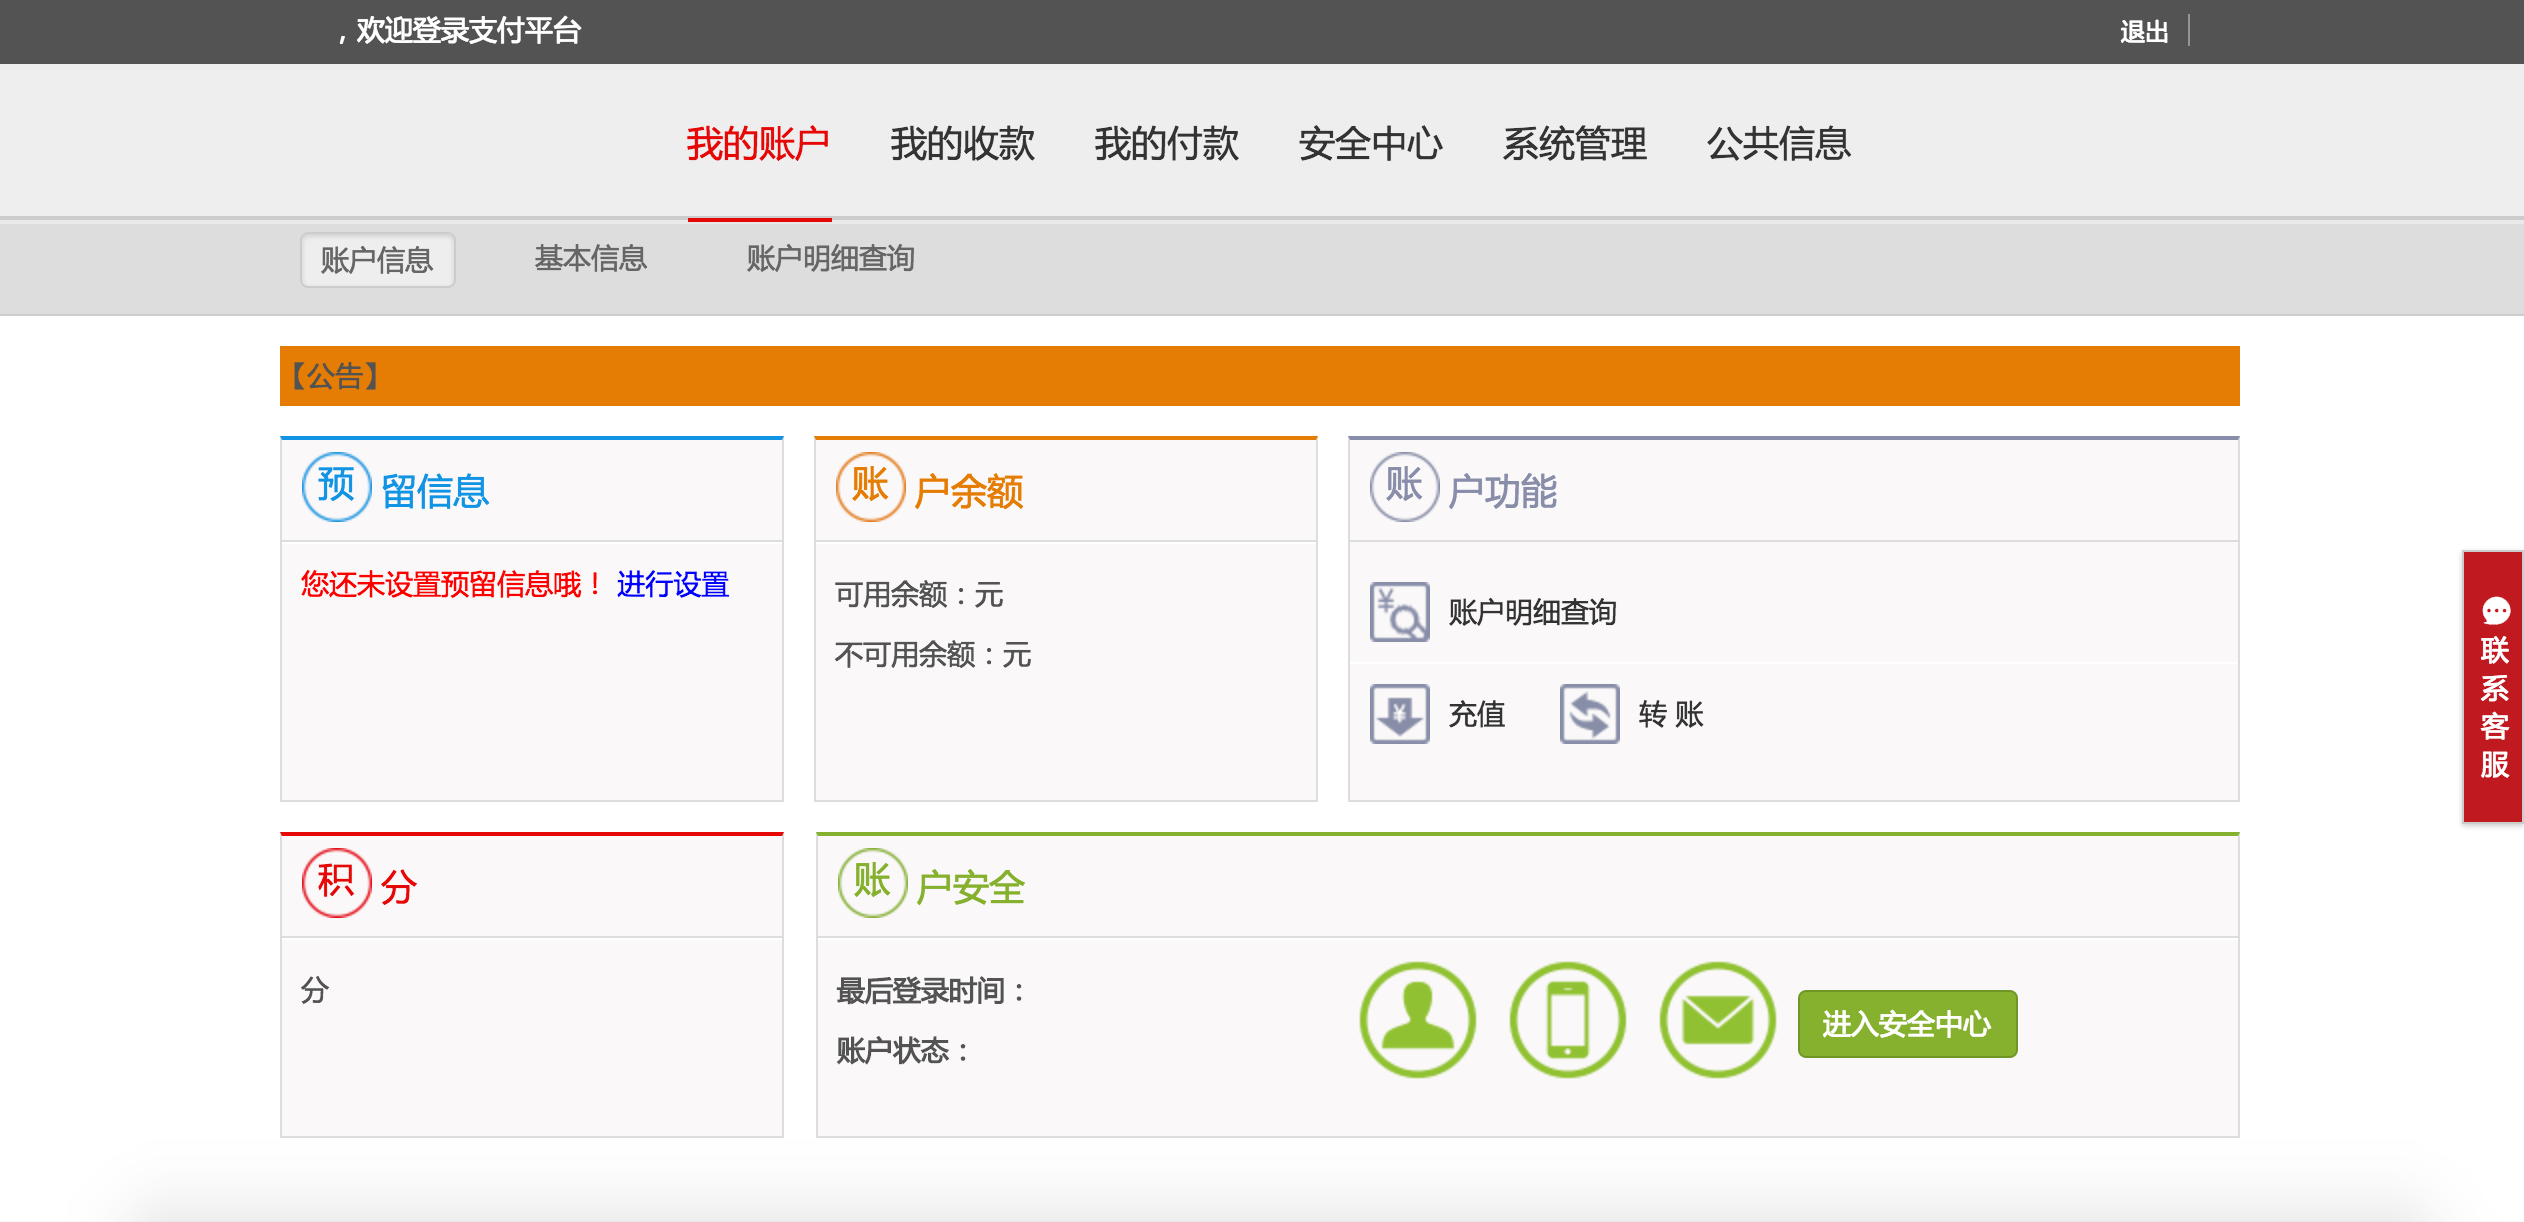 ，欢迎登录支付平台 退出
我的账户 我的收款 我的付款 安全中心 系统管理 公共信息
账户信息 基本信息 账户明细查询
【公告】
预留信息
您还未设置预留信息哦！ 进行设置
账户余额
可用余额：元
不可用余额：元
账户功能
账户明细查询
充值 转 账
联系客服
积分
分
账户安全
最后登录时间：
账户状态：
进入安全中心